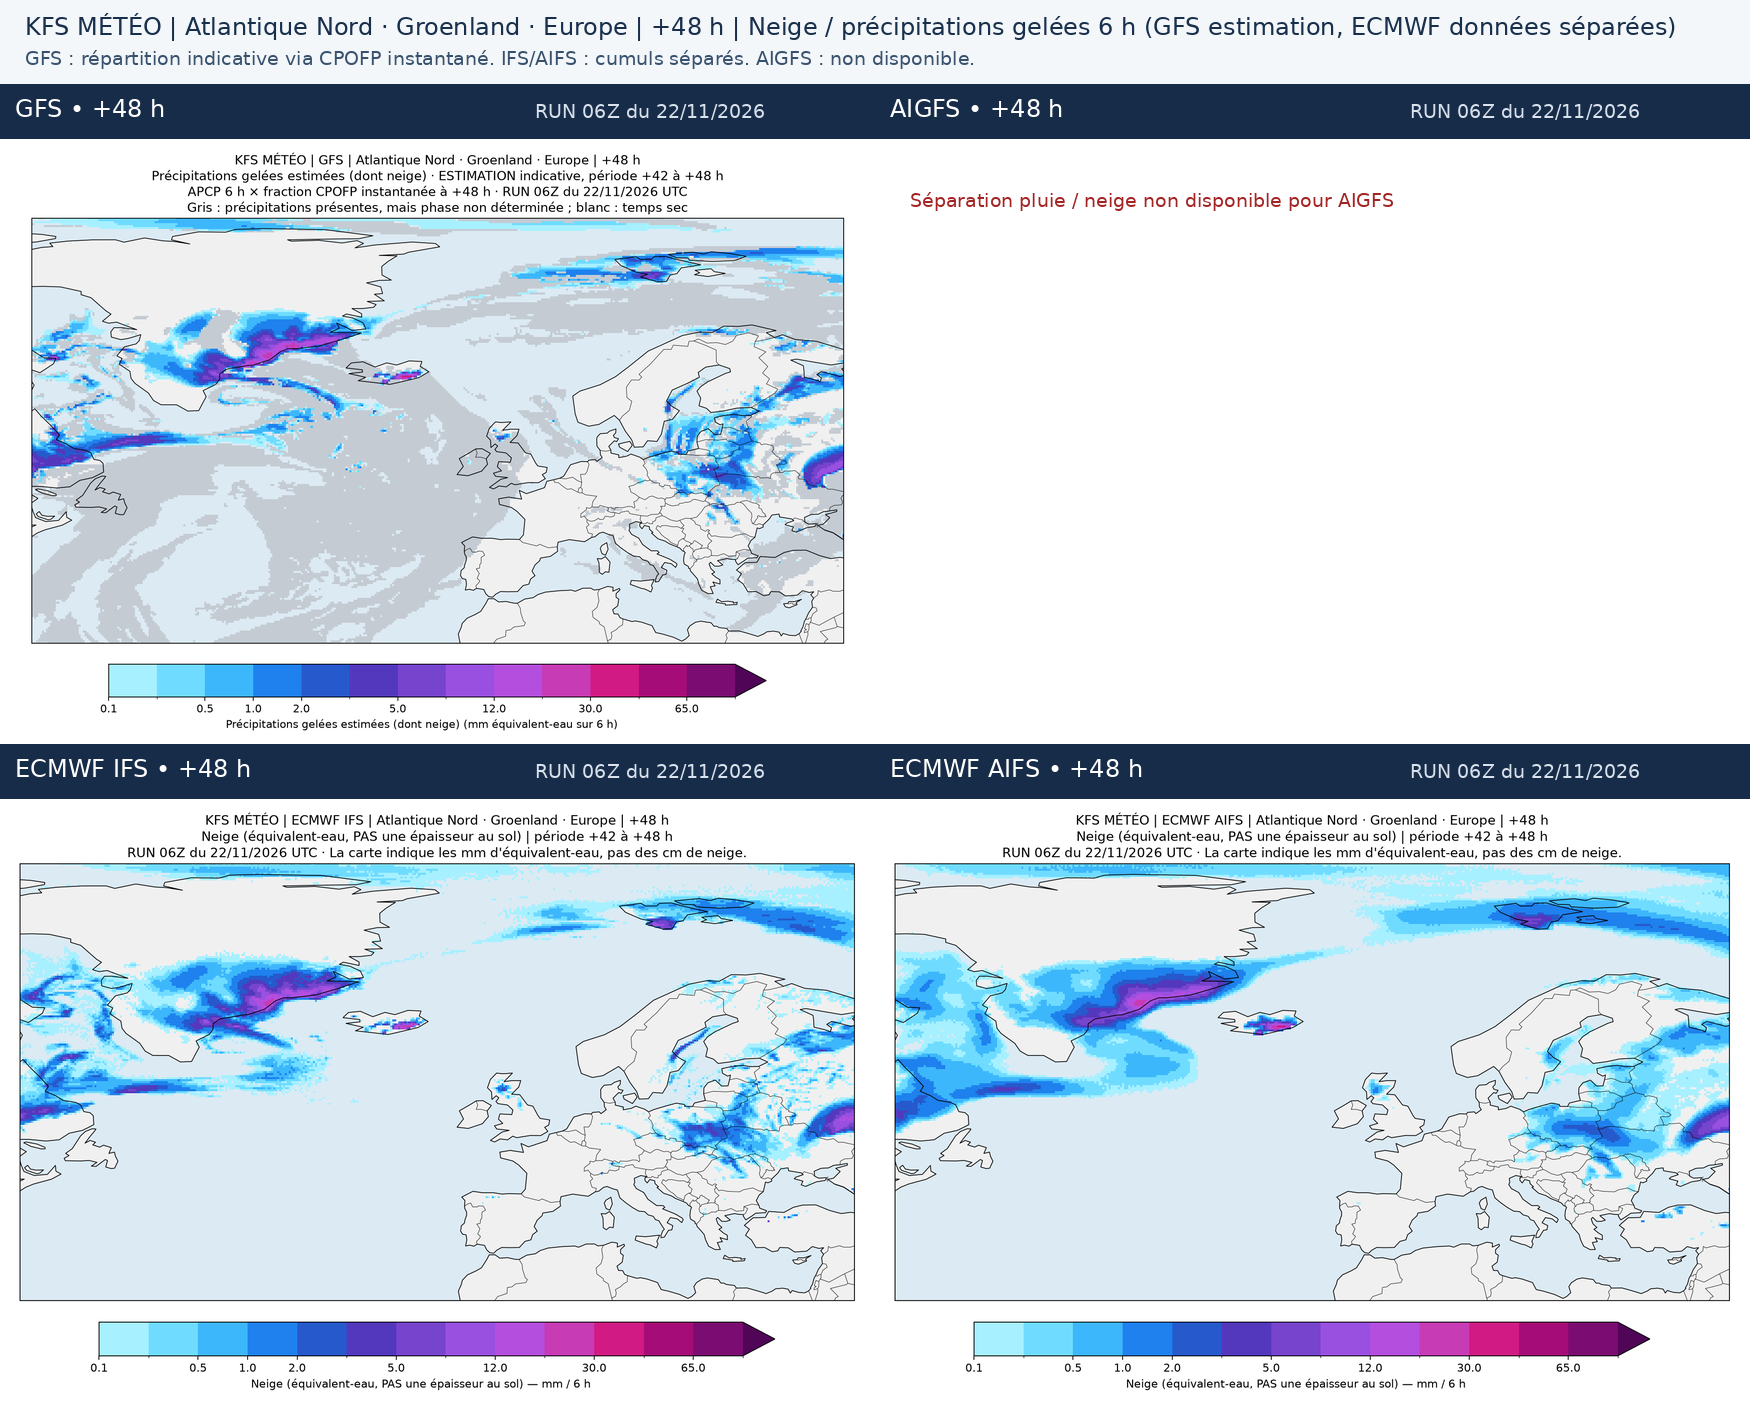 KFS MÉTÉO | Atlantique Nord · Groenland · Europe | +48 h | Neige / précipitations gelées 6 h (GFS estimation, ECMWF données séparées)
GFS : répartition indicative via CPOFP instantané. IFS/AIFS : cumuls séparés. AIGFS : non disponible.
GFS • +48 h
RUN 06Z du 22/11/2026
AIGFS • +48 h
RUN 06Z du 22/11/2026
KFS MÉTÉO | GFS | Atlantique Nord · Groenland · Europe | +48 h
Précipitations gelées estimées (dont neige) · ESTIMATION indicative, période +42 à +48 h
APCP 6 h × fraction CPOFP instantanée à +48 h · RUN 06Z du 22/11/2026 UTC
Gris : précipitations présentes, mais phase non déterminée ; blanc : temps sec
Séparation pluie / neige non disponible pour AIGFS
0.1 0.5 1.0 2.0 5.0 12.0 30.0 65.0
Précipitations gelées estimées (dont neige) (mm équivalent-eau sur 6 h)
ECMWF IFS • +48 h
RUN 06Z du 22/11/2026
ECMWF AIFS • +48 h
RUN 06Z du 22/11/2026
KFS MÉTÉO | ECMWF IFS | Atlantique Nord · Groenland · Europe | +48 h
Neige (équivalent-eau, PAS une épaisseur au sol) | période +42 à +48 h
RUN 06Z du 22/11/2026 UTC · La carte indique les mm d'équivalent-eau, pas des cm de neige.
KFS MÉTÉO | ECMWF AIFS | Atlantique Nord · Groenland · Europe | +48 h
Neige (équivalent-eau, PAS une épaisseur au sol) | période +42 à +48 h
RUN 06Z du 22/11/2026 UTC · La carte indique les mm d'équivalent-eau, pas des cm de neige.
0.1 0.5 1.0 2.0 5.0 12.0 30.0 65.0
Neige (équivalent-eau, PAS une épaisseur au sol) — mm / 6 h
0.1 0.5 1.0 2.0 5.0 12.0 30.0 65.0
Neige (équivalent-eau, PAS une épaisseur au sol) — mm / 6 h